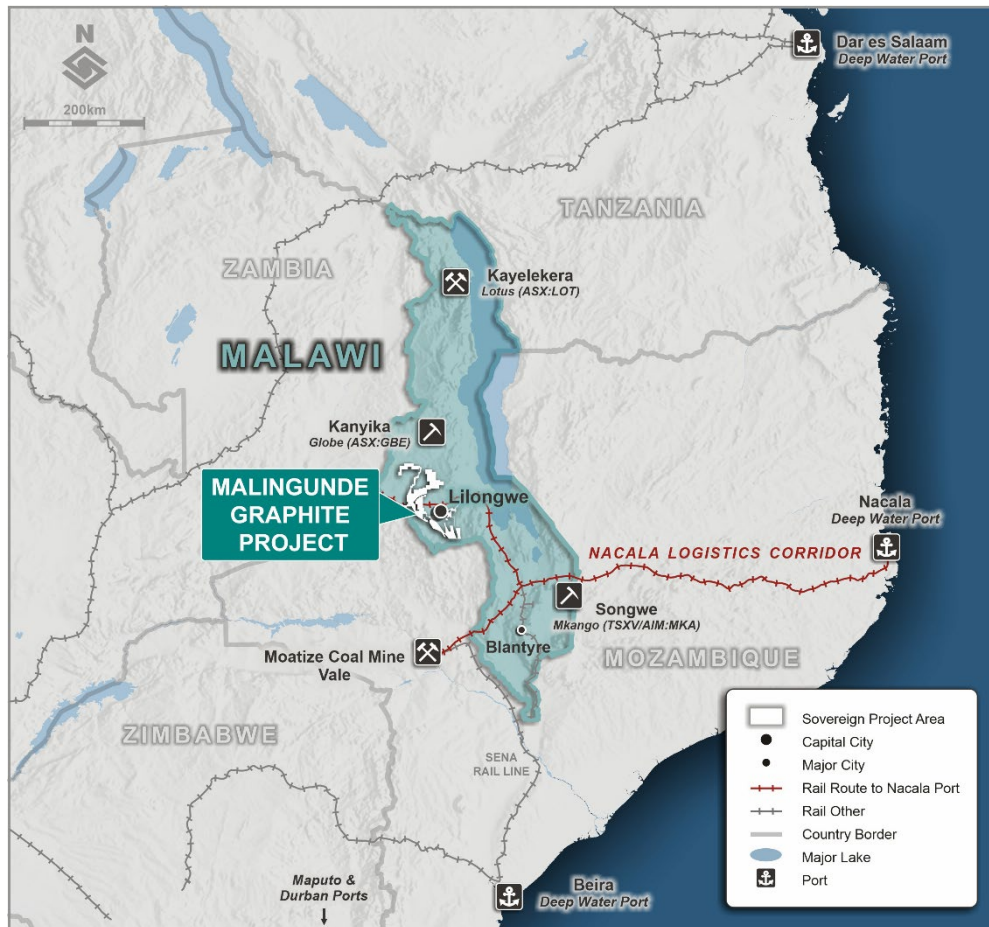 N
200km
Dar es Salaam
Deep Water Port
TANZANIA
ZAMBIA
Kayelekera
Lotus (ASX:LOT)
MALAWI
Kanyika
Globe (ASX:GBE)
MALINGUNDE
GRAPHITE
PROJECT
Lilongwe
Nacala
Deep Water Port
NACALA LOGISTICS CORRIDOR
Songwe
Mkango (TSXV/AIM:MKA)
Blantyre
Moatize Coal Mine
Vale
MOZAMBIQUE
ZIMBABWE
SENA
RAIL LINE
Maputo &
Durban Ports
Beira
Deep Water Port
Sovereign Project Area
Capital City
Major City
Rail Route to Nacala Port
Rail Other
Country Border
Major Lake
Port